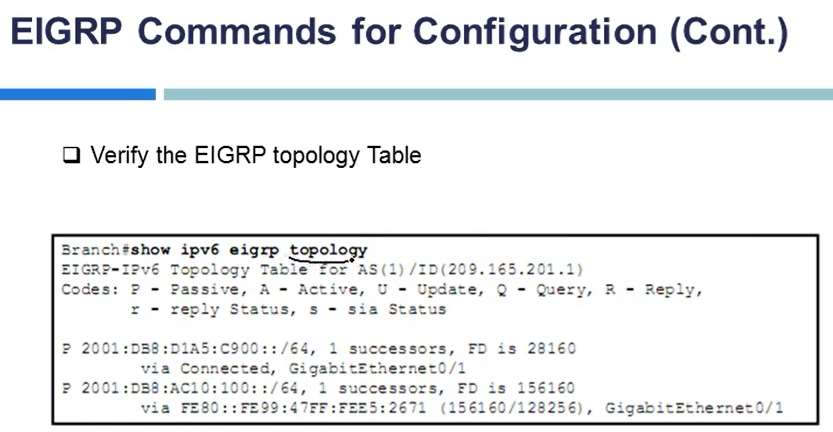 EIGRP Commands for Configuration (Cont.)
Verify the EIGRP topology Table
Branch#show ipv6 eigrp topology
EIGRP-IPv6 Topology Table for AS(1)/ID(209.165.201.1)
Codes: P - Passive, A - Active, U - Update, Q - Query, R - Reply,
r - reply Status, s - sia Status
P 2001:DB8:D1A5:C900::/64, 1 successors, FD is 28160
via Connected, GigabitEthernet0/1
P 2001:DB8:AC10:100::/64, 1 successors, FD is 156160
via FE80::FE99:47FF:FEE5:2671 (156160/128256), GigabitEthernet0/1